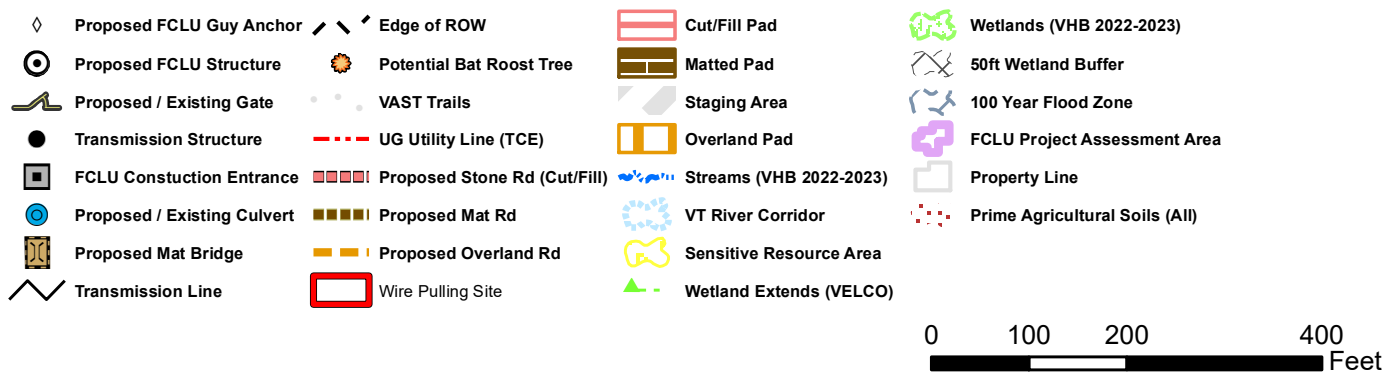 Proposed FCLU Guy Anchor
Proposed FCLU Structure
Proposed / Existing Gate
Transmission Structure
FCLU Constuction Entrance
Proposed / Existing Culvert
Proposed Mat Bridge
Transmission Line
Edge of ROW
Potential Bat Roost Tree
VAST Trails
UG Utility Line (TCE)
Proposed Stone Rd (Cut/Fill)
Proposed Mat Rd
Proposed Overland Rd
Wire Pulling Site
Cut/Fill Pad
Matted Pad
Staging Area
Overland Pad
Streams (VHB 2022-2023)
VT River Corridor
Sensitive Resource Area
Wetland Extends (VELCO)
Wetlands (VHB 2022-2023)
50ft Wetland Buffer
100 Year Flood Zone
FCLU Project Assessment Area
Property Line
Prime Agricultural Soils (All)
0 100 200 400
Feet